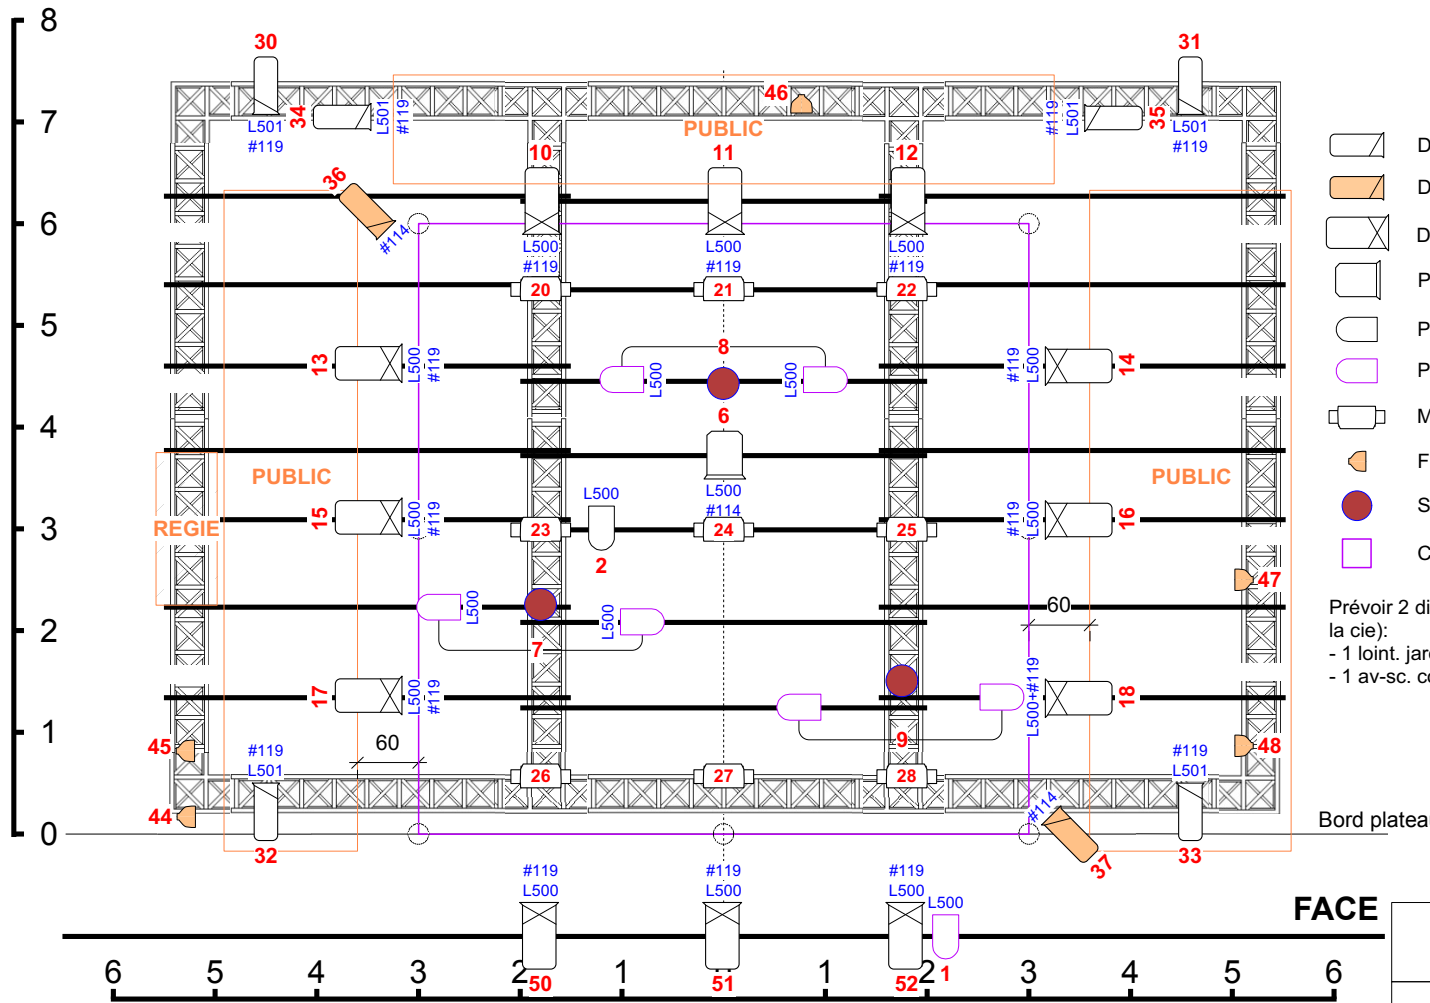 8
30
31
46
7
34
L501
#119
L501
#119
PUBLIC
#119
L501
35
L501
#119
10
11
12
36
#114
6
L500
#119
L500
#119
L500
#119
20
21
22
5
13
L500
#119
8
L500
L500
#119
L500
14
4
6
PUBLIC
PUBLIC
L500
L500
#114
15
L500
#119
REGIE
3
23
24
25
#119
L500
16
2
47
L500
L500
60
2
7
17
L500
#119
L500+#119
18
1
9
60
45
#119
L501
26
27
28
#119
L501
48
44
#114
0
32
37
33
Bord plateau
#119
L500
#119
L500
#119
L500
L500
FACE
6
5
4
3
2
1
1
2
3
4
5
6
50
51
52
1
D
D
D
P
P
P
M
F
S
C
Prévoir 2 di
la cie):
- 1 loint. jar
- 1 av-sc. co